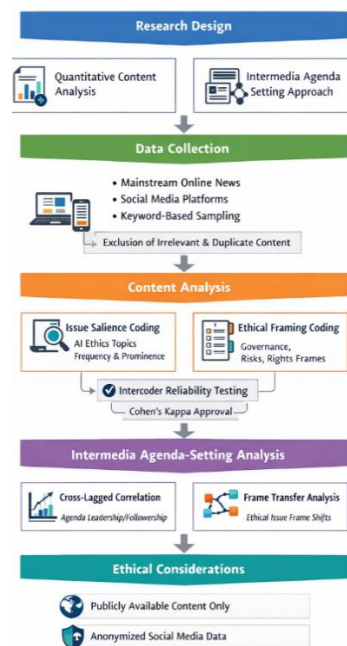 Research Design
Quantitative Content
Analysis
Intermedia Agenda
Setting Approach
Data Collection
• Mainstream Online News
• Social Media Platforms
• Keyword-Based Sampling
Exclusion of Irrelevant & Duplicate Content
Content Analysis
Issue Salience Coding
AI Ethics Topics
Frequency & Prominence
Ethical Framing Coding
Governance,
Risks, Rights Frames
Intercoder Reliability Testing
Cohen's Kappa Approval
Intermedia Agenda-Setting Analysis
Cross-Lagged Correlation
Agenda Leadership/Followership
Frame Transfer Analysis
Ethical Issue Frame Shifts
Ethical Considerations
Publicly Available Content Only
Anonymized Social Media Data